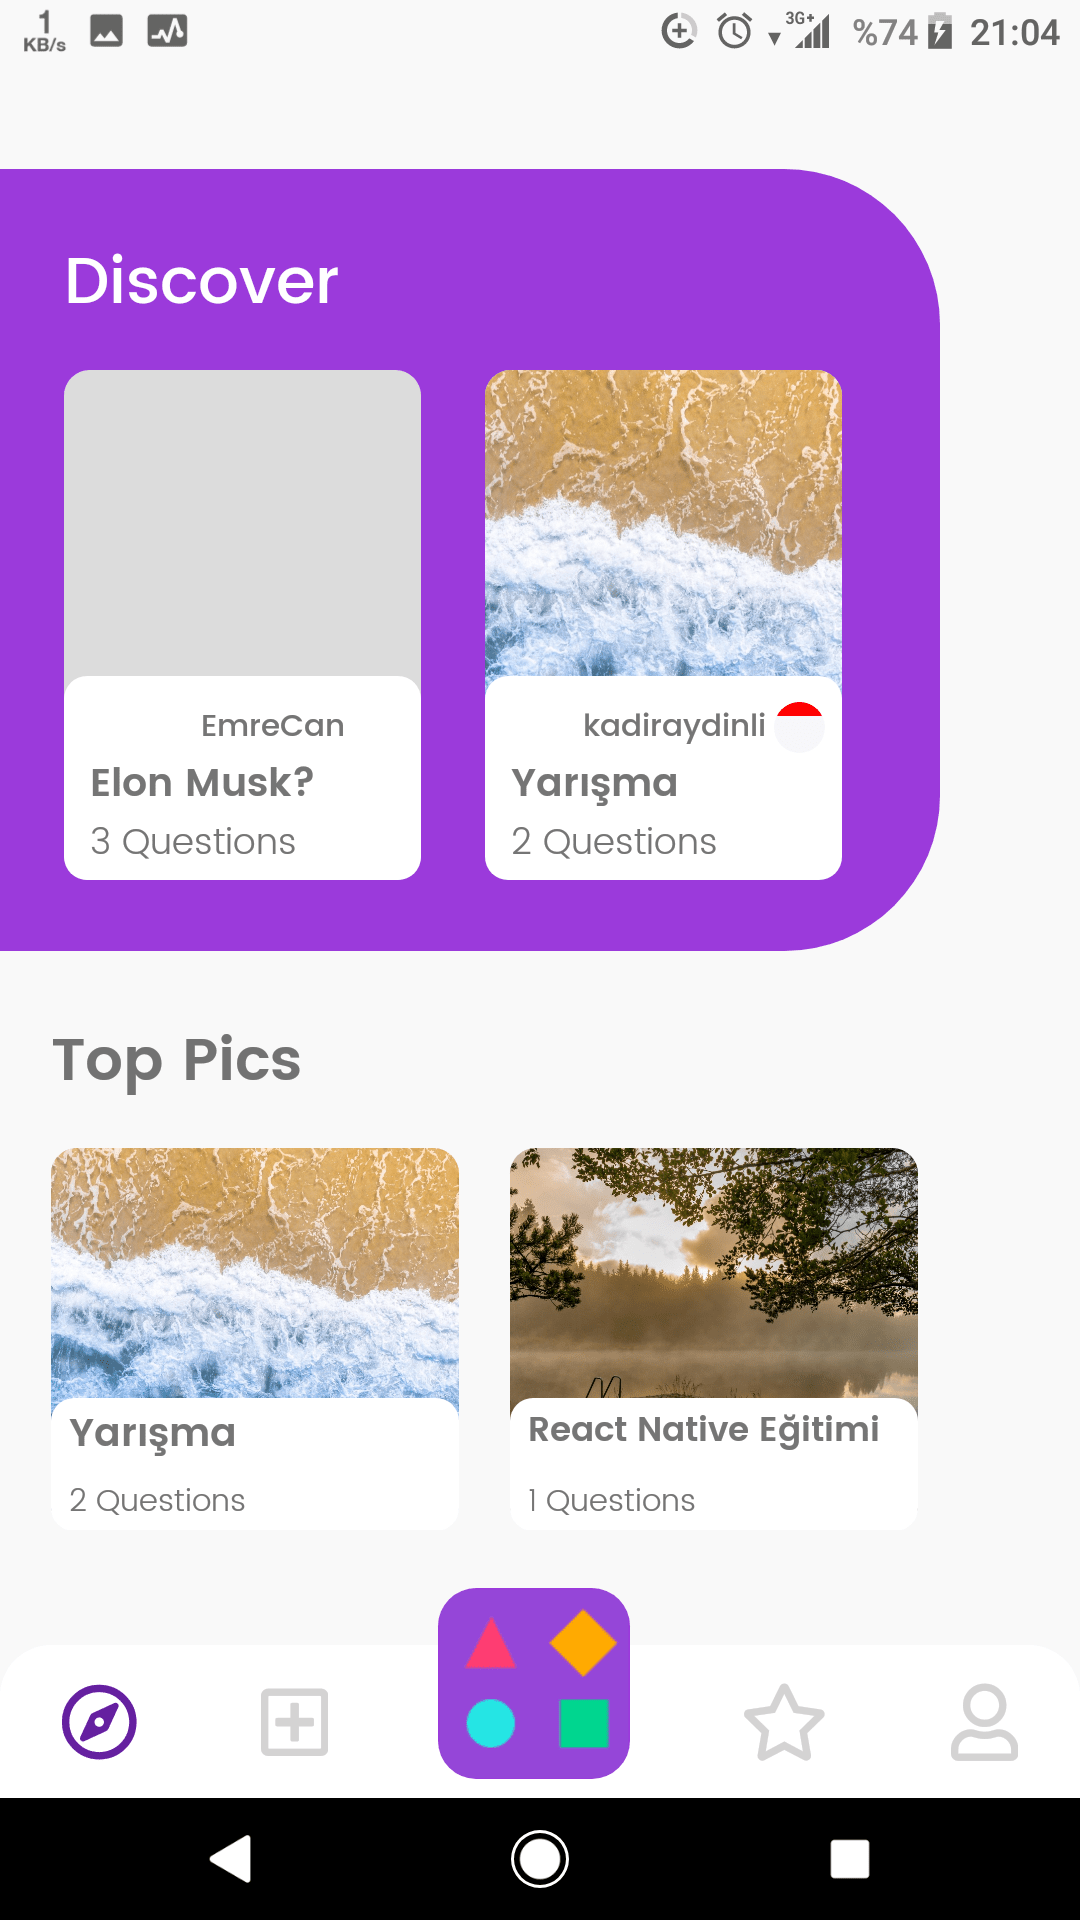 1
KB/s
3G+
%74
21:04
Discover
EmreCan
Elon Musk?
3 Questions
kadiraydinli
Yarışma
2 Questions
Top Pics
Yarışma
2 Questions
React Native Eğitimi
1 Questions